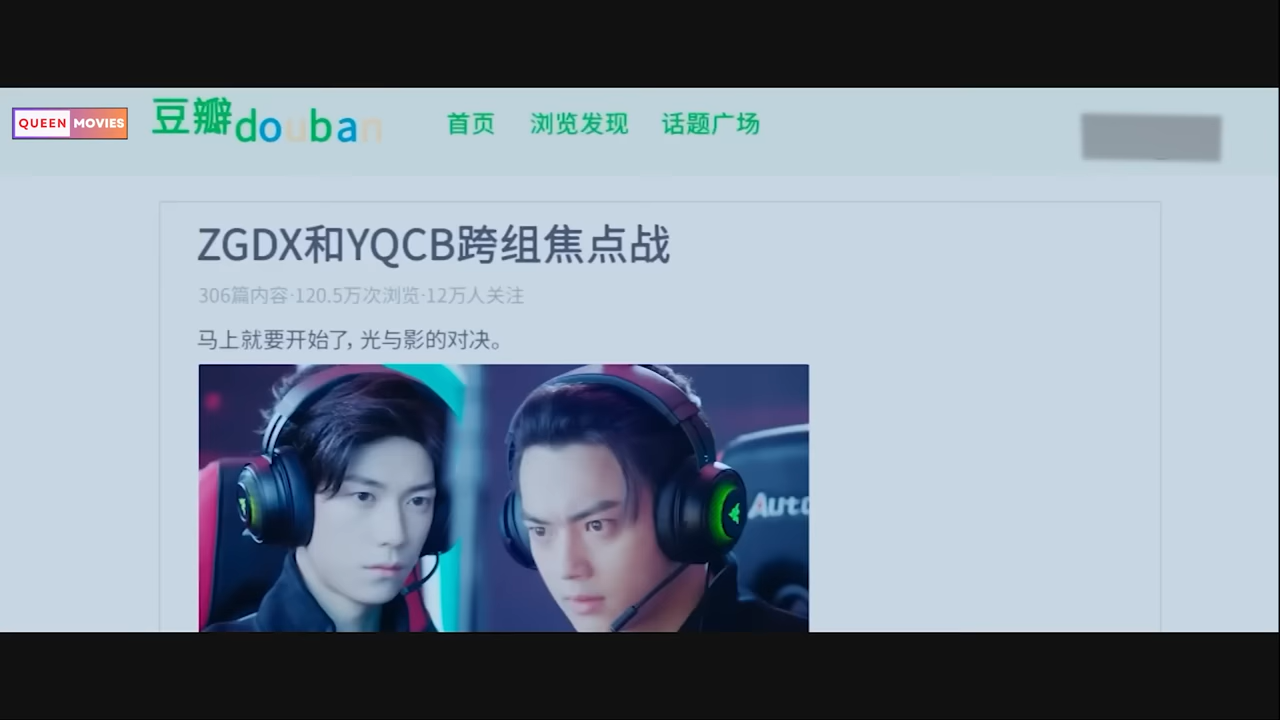 QUEEN MOVIES
豆瓣douban 首页 浏览发现 话题广场
ZGDX和YQCB跨组焦点战
306篇内容·120.5万次浏览·12万人关注
马上就要开始了，光与影的对决。
Auto